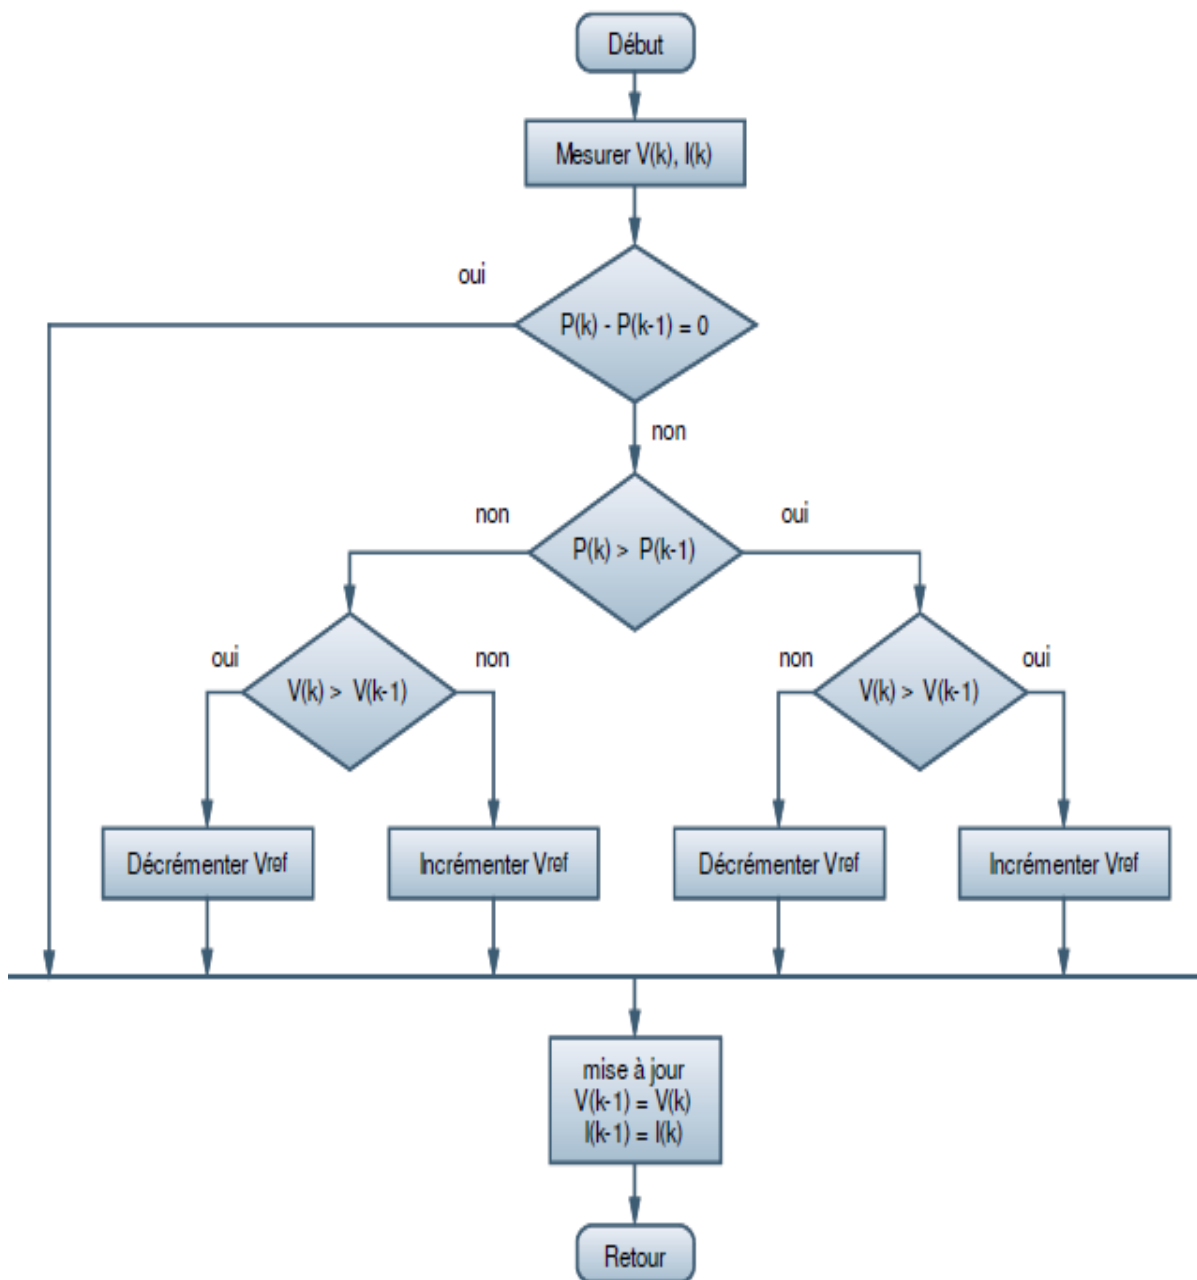 Début
Mesurer V(k), I(k)
oui
P(k) - P(k-1) = 0
non
non
oui
P(k) > P(k-1)
oui
non
non
oui
V(k) > V(k-1)
V(k) > V(k-1)
Décrémenter Vref
Incrémenter Vref
Décrémenter Vref
Incrémenter Vref
mise à jour
V(k-1) = V(k)
I(k-1) = I(k)
Retour